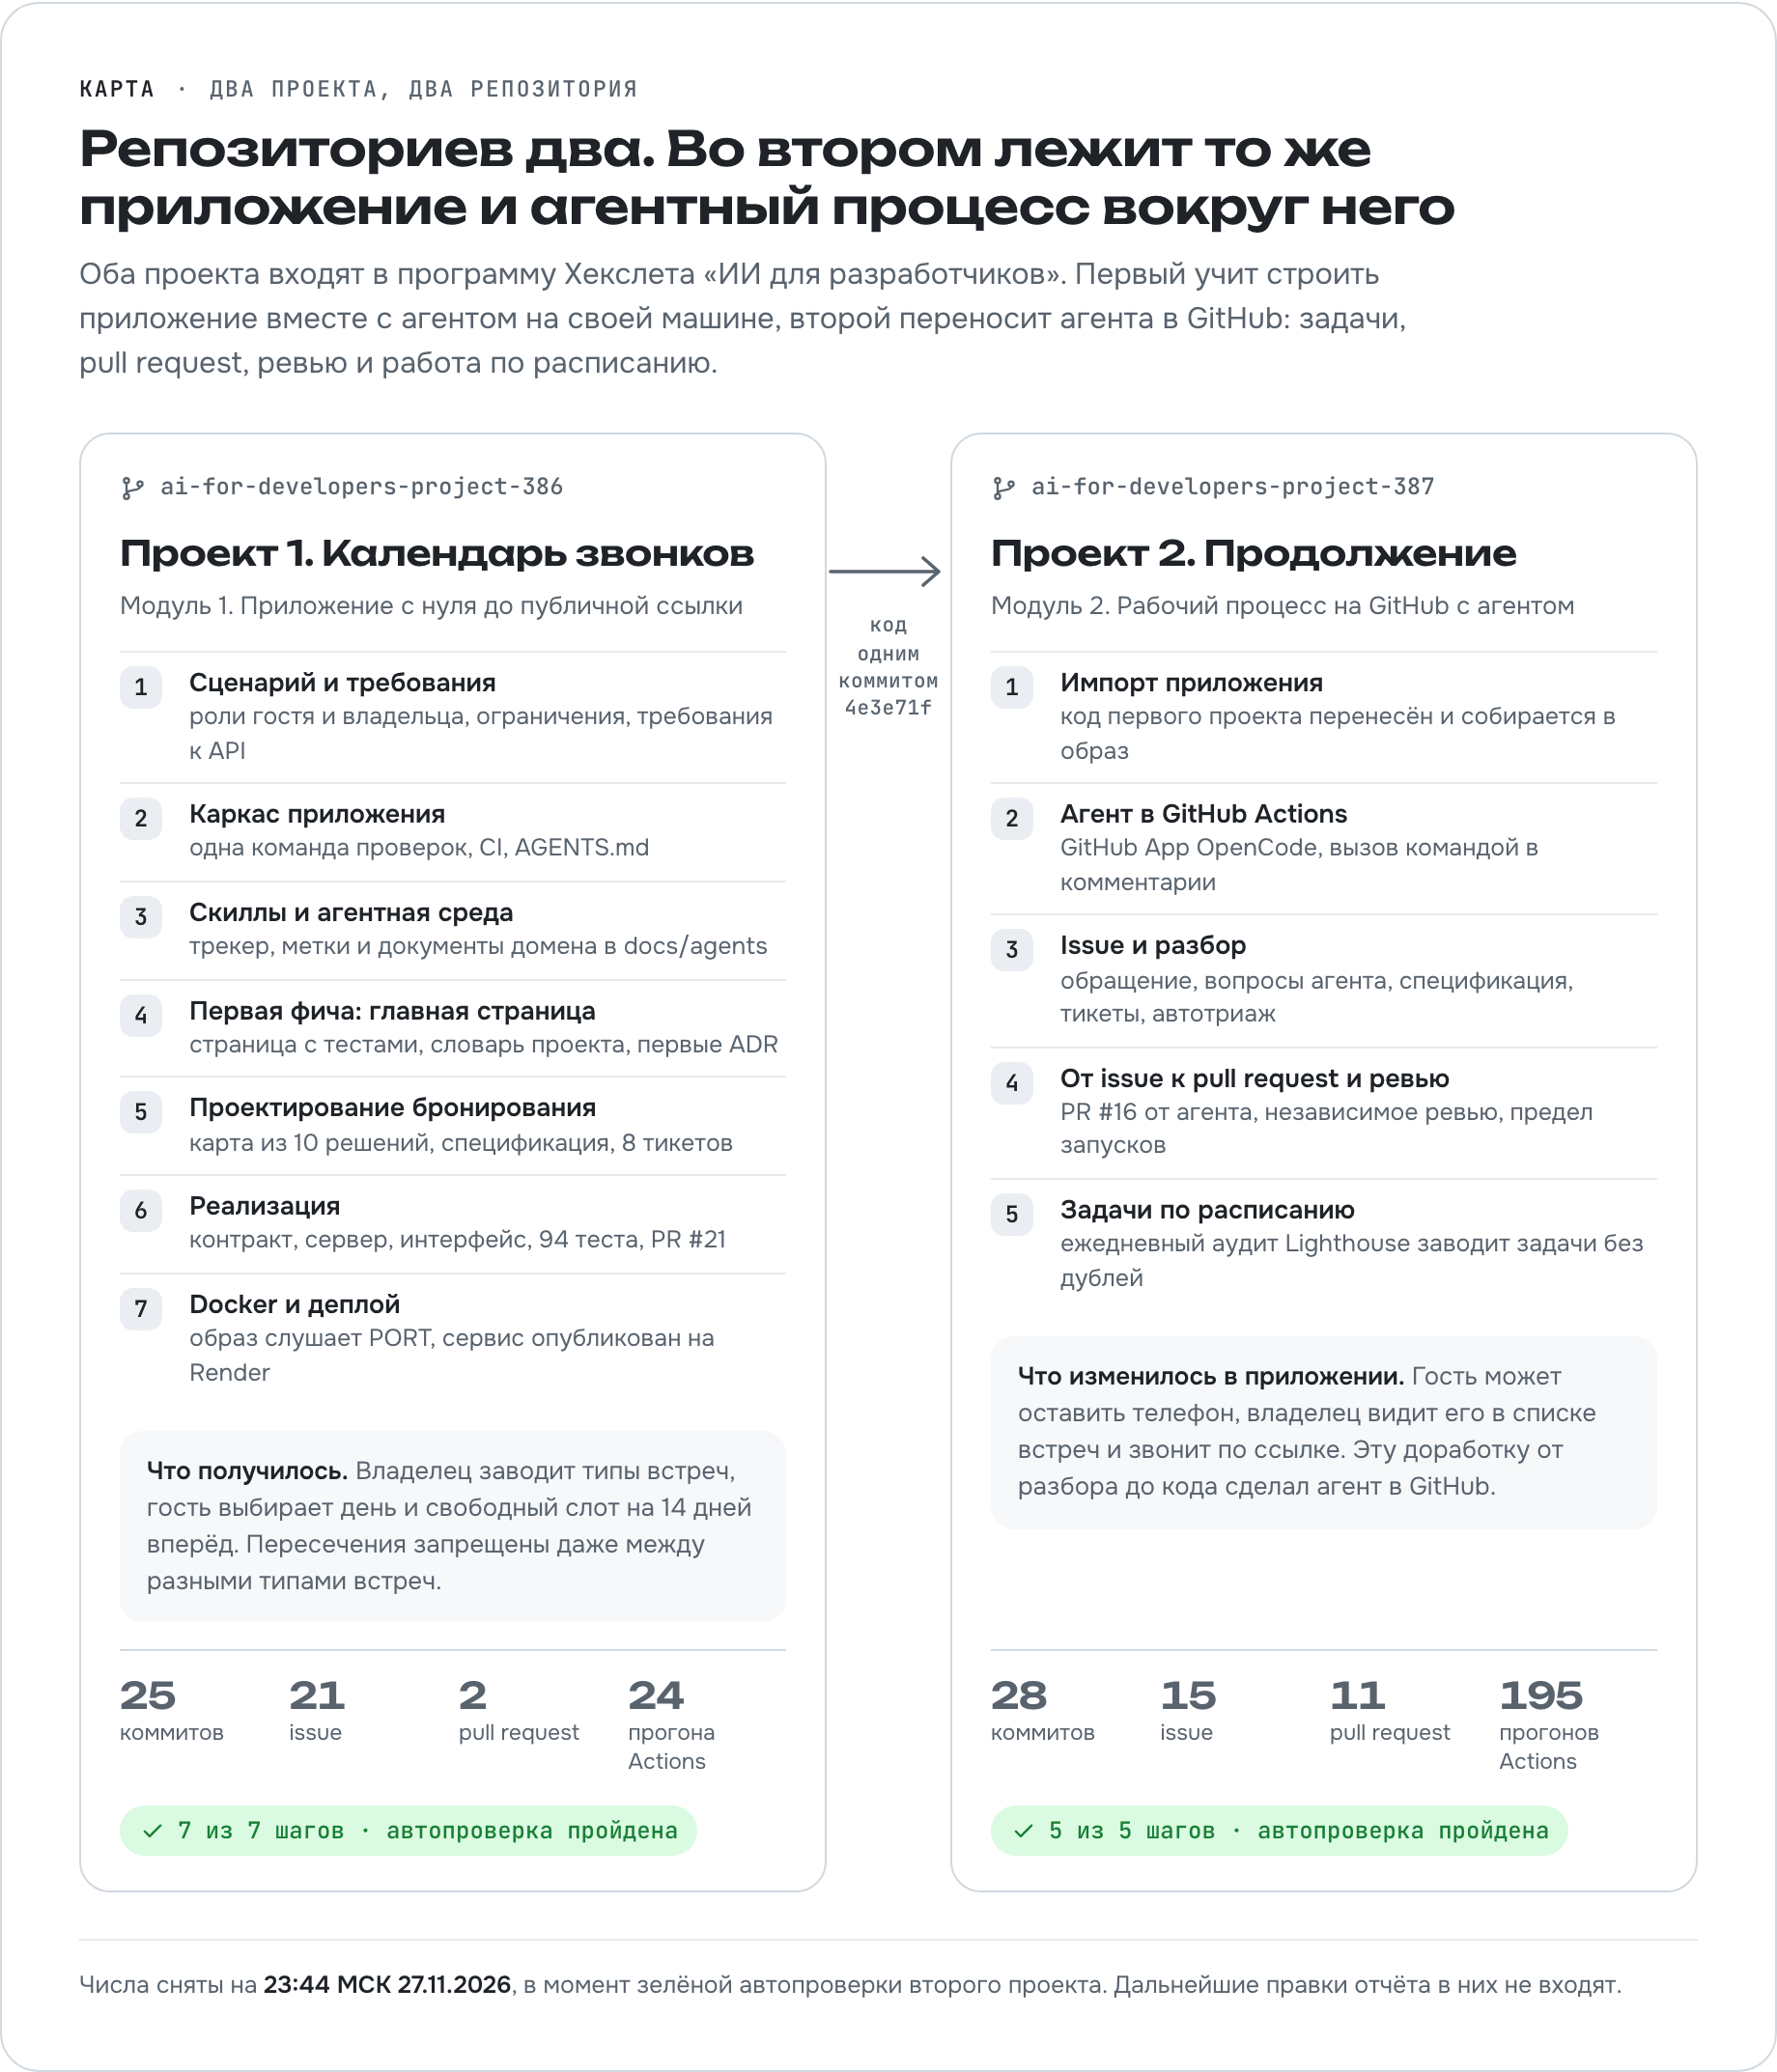 КАРТА · ДВА ПРОЕКТА, ДВА РЕПОЗИТОРИЯ
Репозиториев два. Во втором лежит то же
приложение и агентный процесс вокруг него
Оба проекта входят в программу Хекслета «ИИ для разработчиков». Первый учит строить
приложение вместе с агентом на своей машине, второй переносит агента в GitHub: задачи,
pull request, ревью и работа по расписанию.
ai-for-developers-project-386
Проект 1. Календарь звонков
Модуль 1. Приложение с нуля до публичной ссылки
1 Сценарий и требования
роли гостя и владельца, ограничения, требования
к API
2 Каркас приложения
одна команда проверок, CI, AGENTS.md
3 Скиллы и агентная среда
трекер, метки и документы домена в docs/agents
4 Первая фича: главная страница
страница с тестами, словарь проекта, первые ADR
5 Проектирование бронирования
карта из 10 решений, спецификация, 8 тикетов
6 Реализация
контракт, сервер, интерфейс, 94 теста, PR #21
7 Docker и деплой
образ слушает PORT, сервис опубликован на
Render
Что получилось. Владелец заводит типы встреч,
гость выбирает день и свободный слот на 14 дней
вперёд. Пересечения запрещены даже между
разными типами встреч.
25 21 2 24
коммитов issue pull request прогона
Actions
✓ 7 из 7 шагов · автопроверка пройдена
код
одним
коммитом
4e3e71f
ai-for-developers-project-387
Проект 2. Продолжение
Модуль 2. Рабочий процесс на GitHub с агентом
1 Импорт приложения
код первого проекта перенесён и собирается в
образ
2 Агент в GitHub Actions
GitHub App OpenCode, вызов командой в
комментарии
3 Issue и разбор
обращение, вопросы агента, спецификация,
тикеты, автотриаж
4 От issue к pull request и ревью
PR #16 от агента, независимое ревью, предел
запусков
5 Задачи по расписанию
ежедневный аудит Lighthouse заводит задачи без
дублей
Что изменилось в приложении. Гость может
оставить телефон, владелец видит его в списке
встреч и звонит по ссылке. Эту доработку от
разбора до кода сделал агент в GitHub.
28 15 11 195
коммитов issue pull request прогонов
Actions
✓ 5 из 5 шагов · автопроверка пройдена
Числа сняты на 23:44 МСК 27.11.2026, в момент зелёной автопроверки второго проекта. Дальнейшие правки отчёта в них не входят.